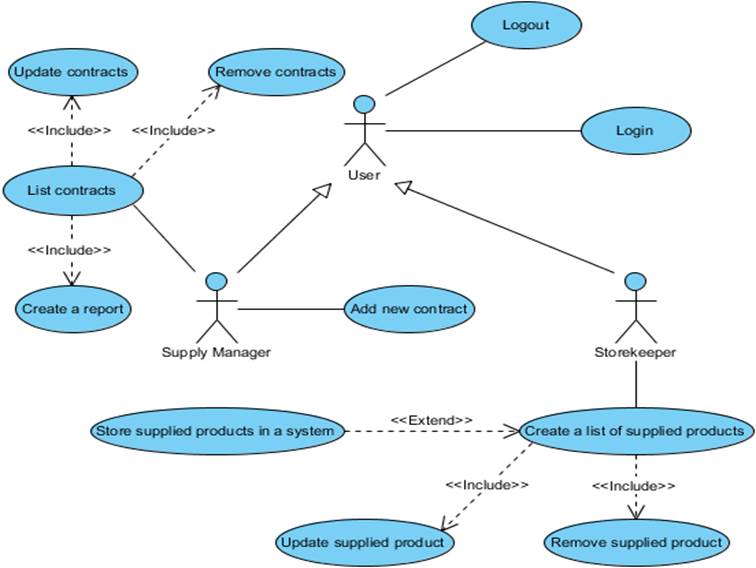 Logout
Update contracts
Remove contracts
<<Include>>
<<Include>>
Login
User
List contracts
<<Include>>
Create a report
Add new contract
Supply Manager
Storekeeper
<<Extend>>
Store supplied products in a system
Create a list of supplied products
<<Include>>
<<Include>>
Update supplied product
Remove supplied product